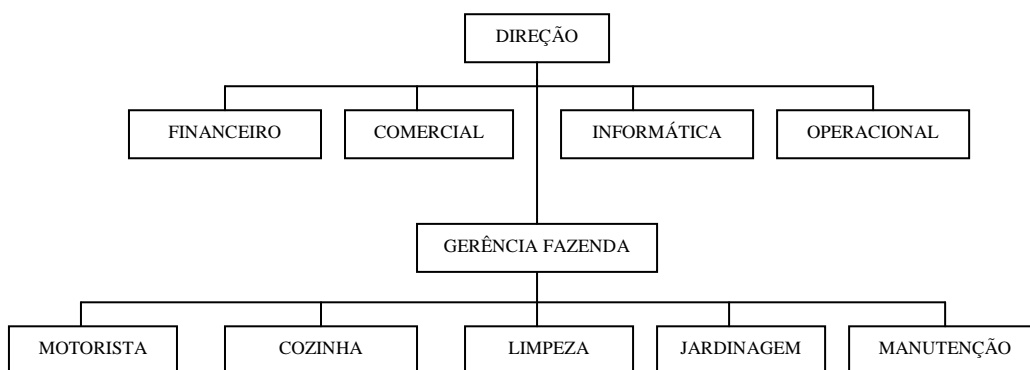 DIREÇÃO
FINANCEIRO
COMERCIAL
INFORMÁTICA
OPERACIONAL
GERÊNCIA FAZENDA
MOTORISTA
COZINHA
LIMPEZA
JARDINAGEM
MANUTENÇÃO